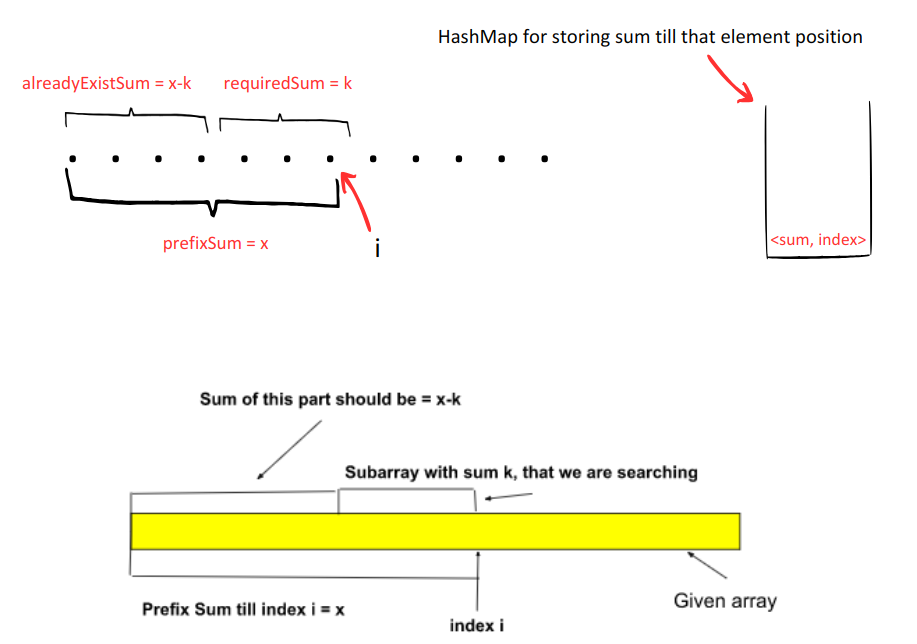 HashMap for storing sum till that element position
alreadyExistSum = x-k
requiredSum = k
prefixSum = x
i
<sum, index>
Sum of this part should be = x-k
Subarray with sum k, that we are searching
Prefix Sum till index i = x
index i
Given array